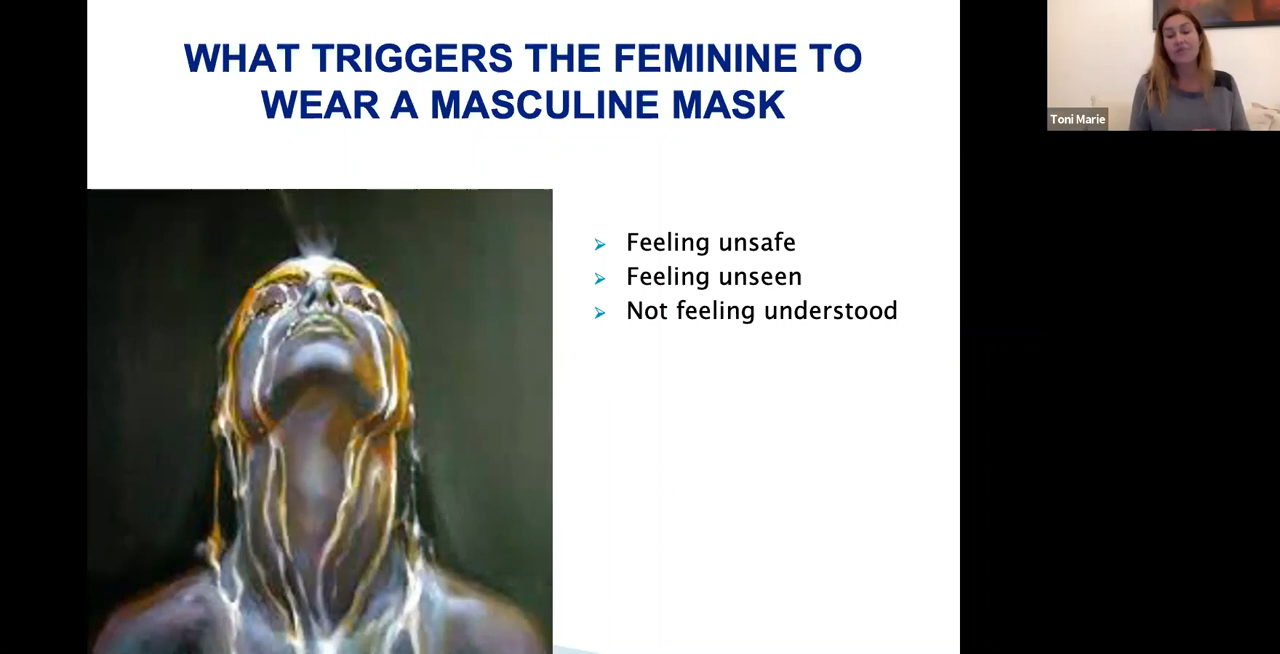 WHAT TRIGGERS THE FEMININE TO
WEAR A MASCULINE MASK
Feeling unsafe
Feeling unseen
Not feeling understood
Toni Marie